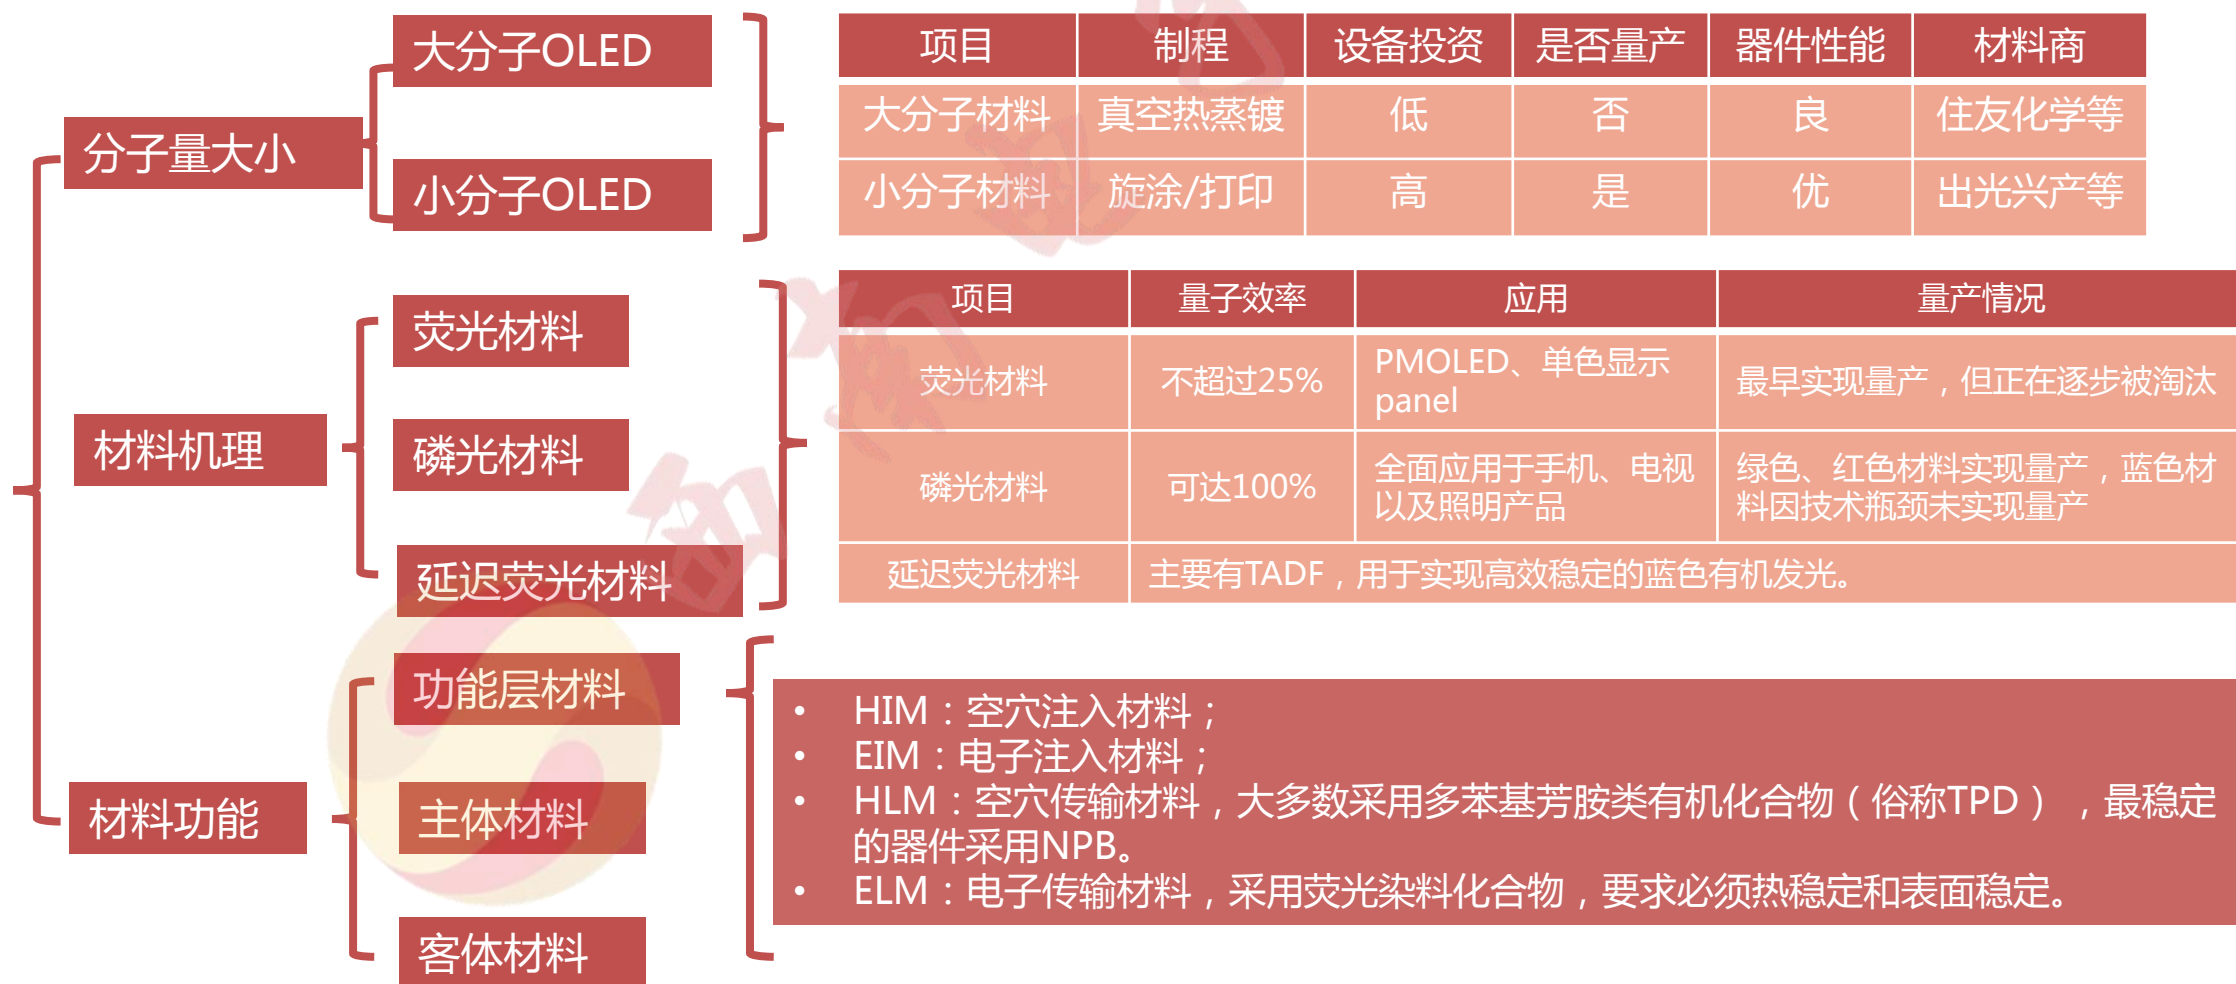 分子量大小
大分子OLED
小分子OLED
项目 制程 设备投资 是否量产 器件性能 材料商
大分子材料 真空热蒸镀 低 否 良 住友化学等
小分子材料 旋涂/打印 高 是 优 出光兴产等
材料机理
荧光材料
磷光材料
延迟荧光材料
项目 量子效率 应用 量产情况
荧光材料 不超过25% PMOLED、单色显示
panel
最早实现量产，但正在逐步被淘汰
磷光材料 可达100% 全面应用于手机、电视
以及照明产品
绿色、红色材料实现量产，蓝色材
料因技术瓶颈未实现量产
延迟荧光材料 主要有TADF，用于实现高效稳定的蓝色有机发光。
材料功能
功能层材料
主体材料
客体材料
• HIM：空穴注入材料；
• EIM：电子注入材料；
• HLM：空穴传输材料，大多数采用多苯基芳胺类有机化合物（俗称TPD），最稳定
的器件采用NPB。
• ELM：电子传输材料，采用荧光染料化合物，要求必须热稳定和表面稳定。